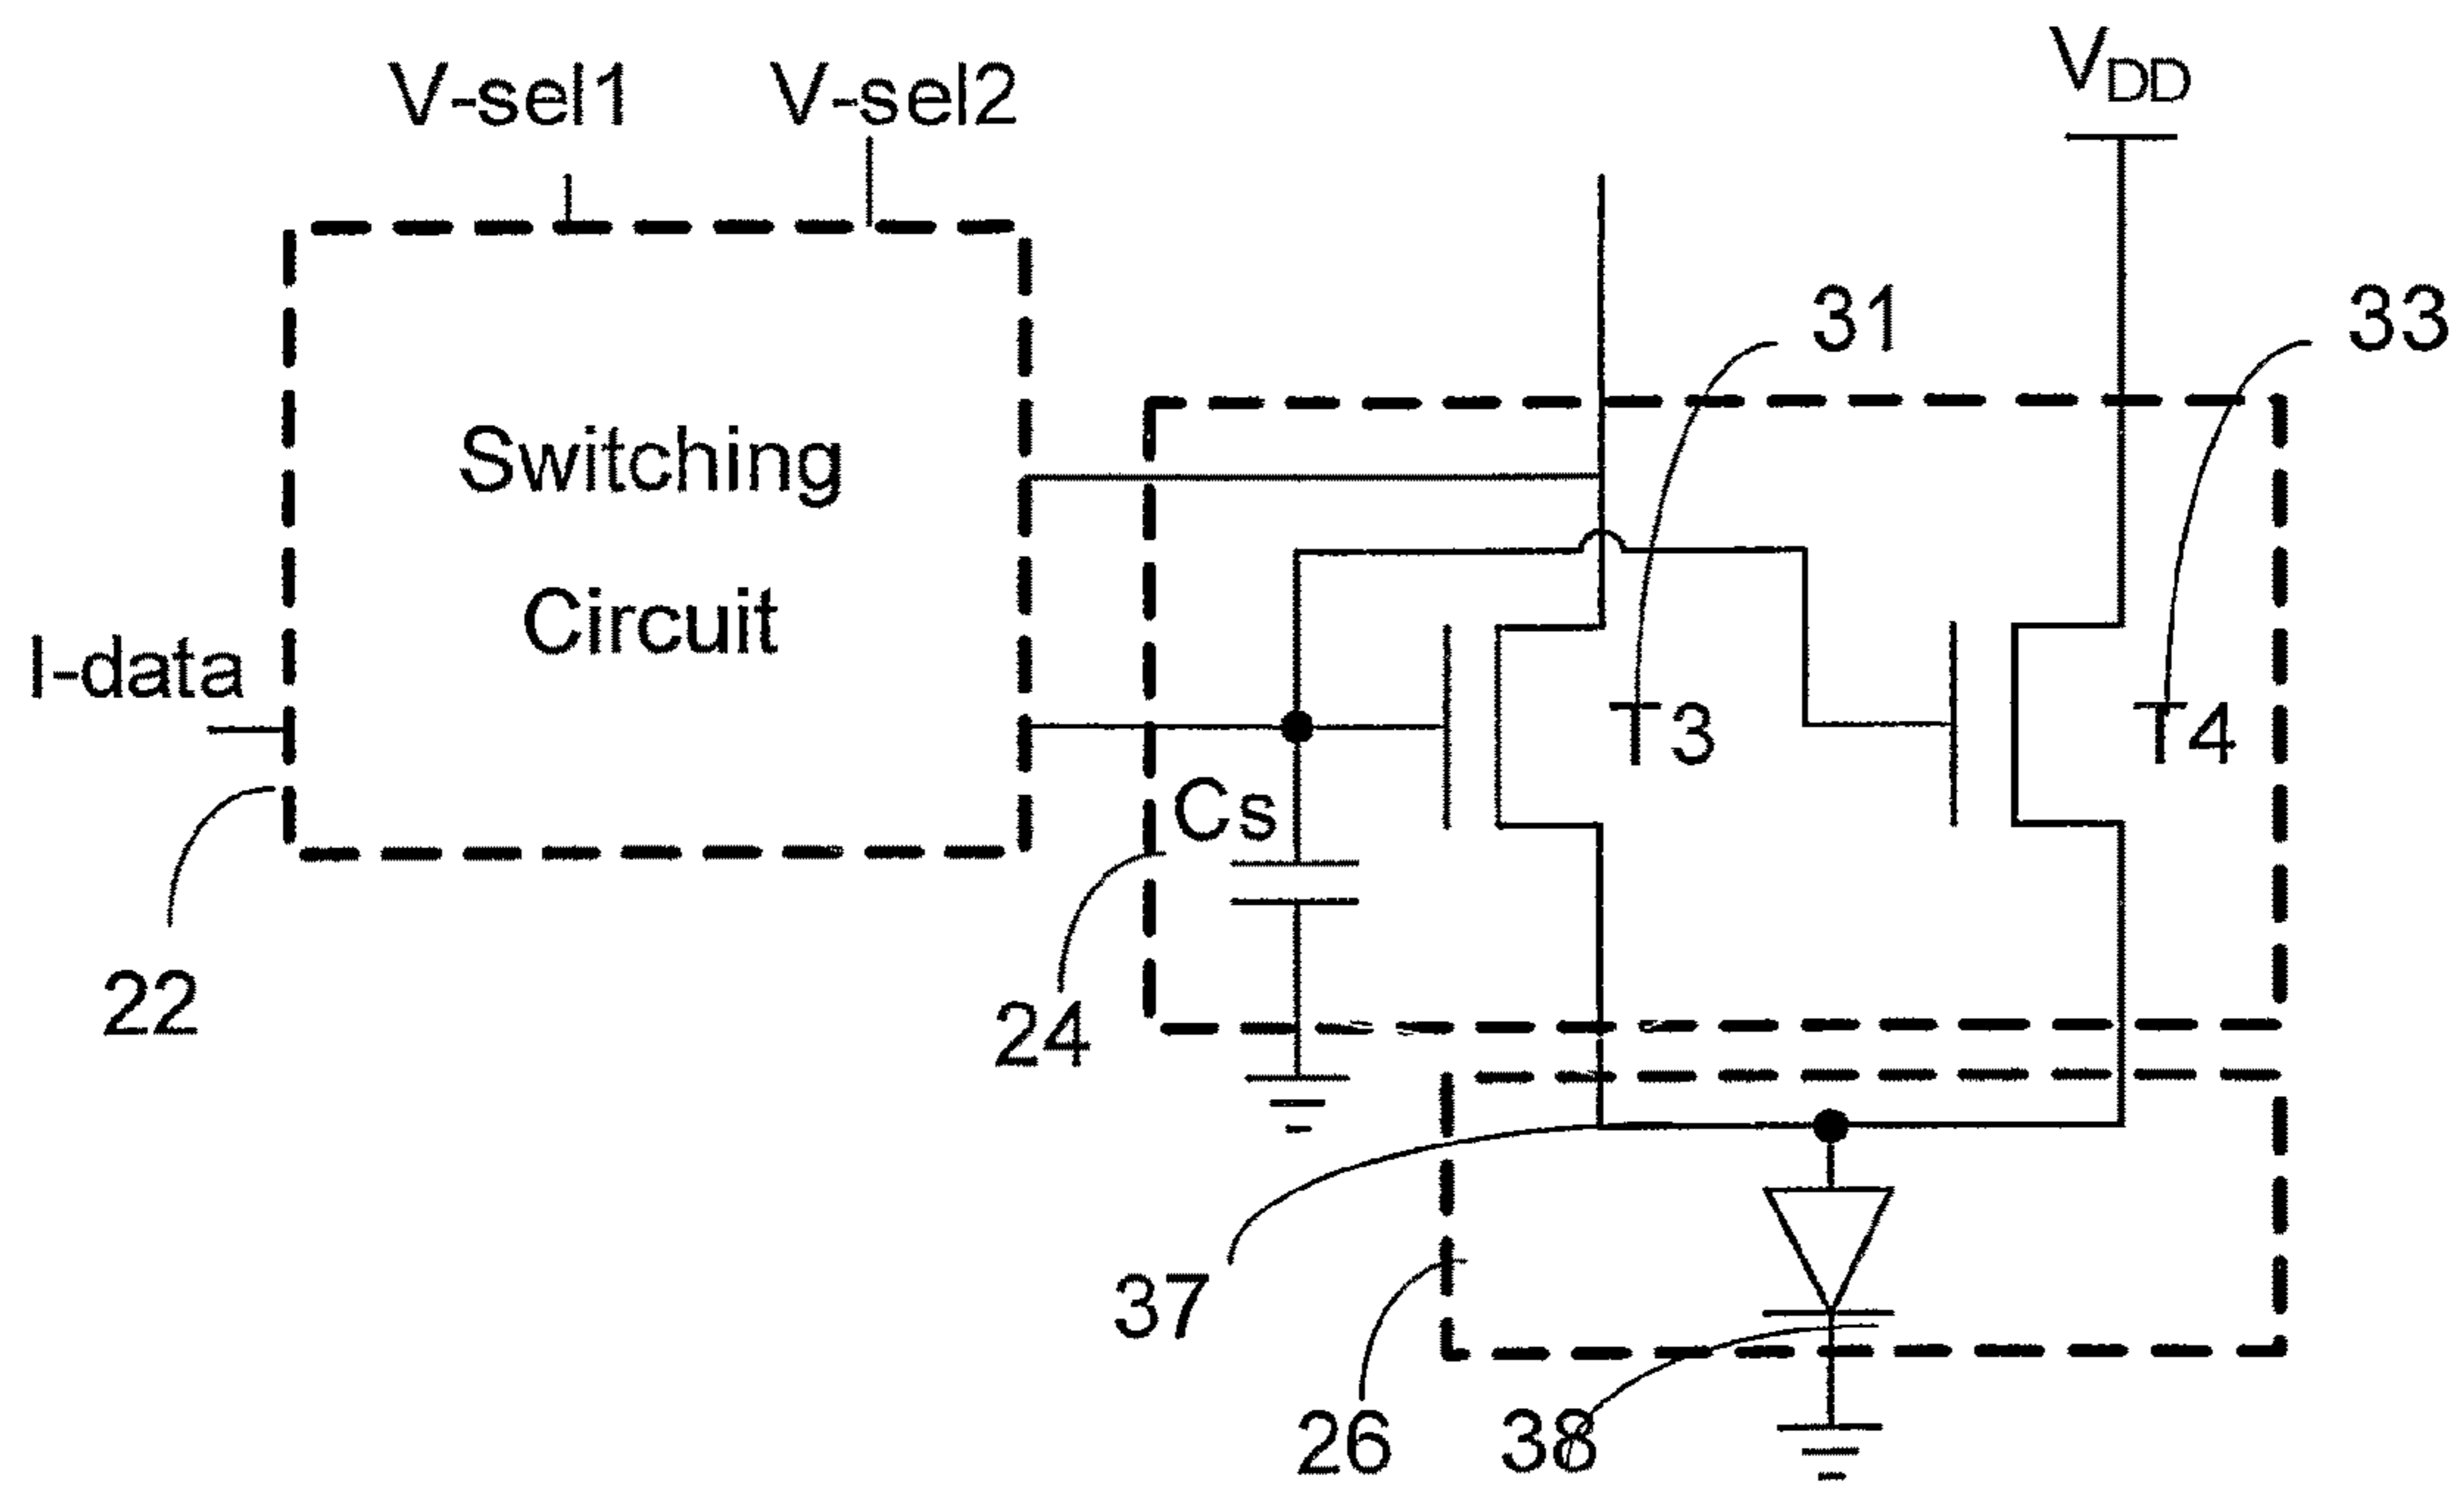 V-sel1
V-sel2
VDD
31
33
Switching
Circuit
I-data
T3
T4
Cs
22
24
37
26
38